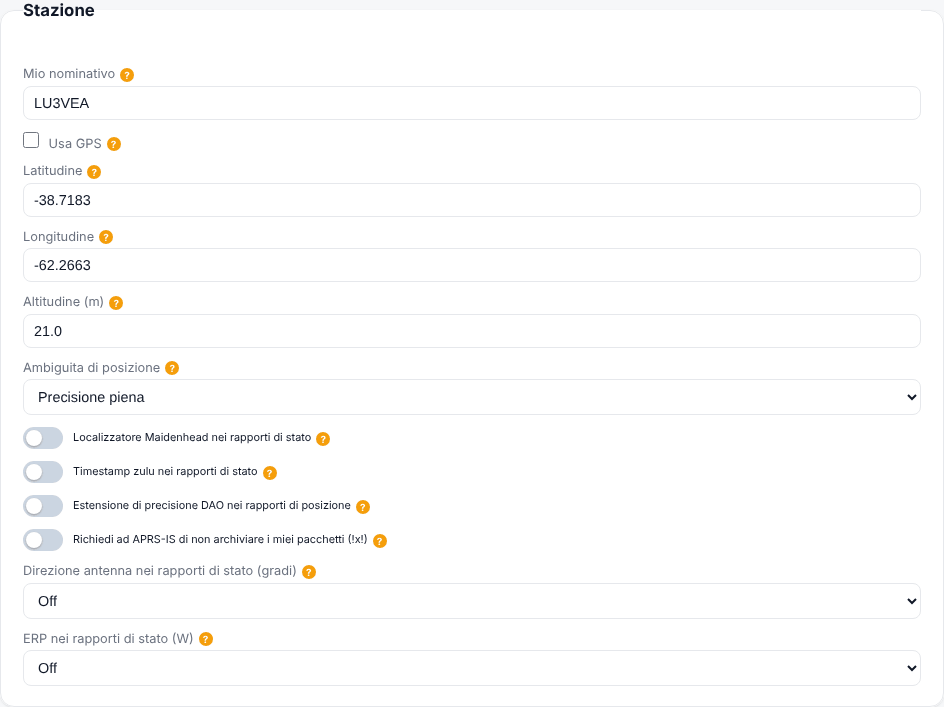 Stazione
Mio nominativo ?
LU3VEA
Usa GPS ?
Latitudine ?
-38.7183
Longitudine ?
-62.2663
Altitudine (m) ?
21.0
Ambiguita di posizione ?
Precisione piena
Localizzatore Maidenhead nei rapporti di stato ?
Timestamp zulu nei rapporti di stato ?
Estensione di precisione DAO nei rapporti di posizione ?
Richiedi ad APRS-IS di non archiviare i miei pacchetti (!x!) ?
Direzione antenna nei rapporti di stato (gradi) ?
Off
ERP nei rapporti di stato (W) ?
Off